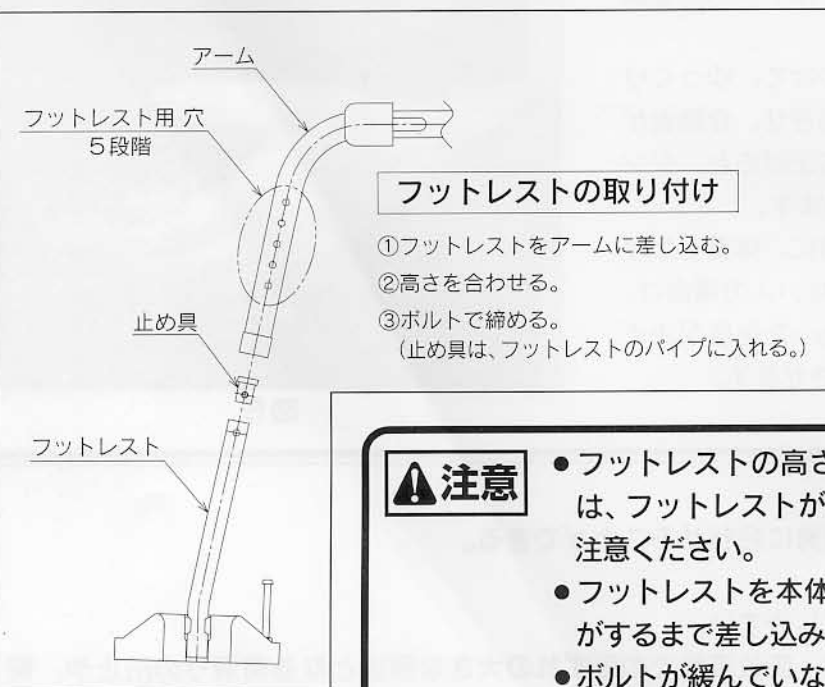 アーム
フットレスト用 穴
5段階
フットレストの取り付け
①フットレストをアームに差し込む。
②高さを合わせる。
③ボルトで締める。
(止め具は、フットレストのパイプに入れる。)
止め具
フットレスト
注意
●フットレストの高さ
は、フットレストが
注意ください。
●フットレストを本体
がするまで差し込み
●ボルトが緩んでいな